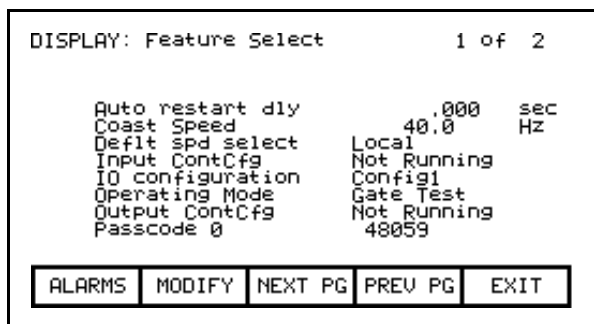 DISPLAY: Feature Select 1 of 2
Auto restart dly .000 sec
Coast Speed 40.0 Hz
Deflt spd select Local
Input ContCfg Not Running
IO configuration Config1
Operating Mode Gate Test
Output ContCfg Not Running
Passcode 0 48059
ALARMS MODIFY NEXT PG PREV PG EXIT